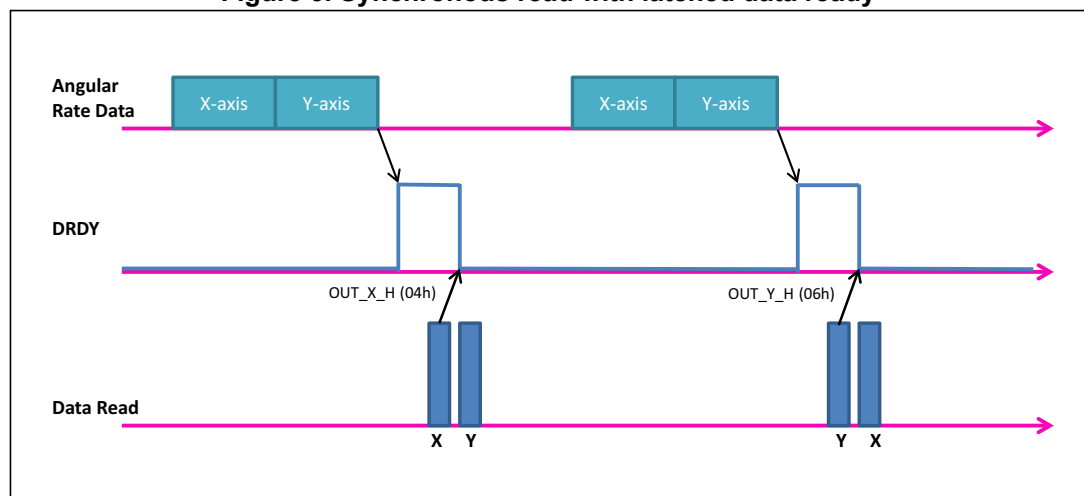 Figure 6. Synchronous read with latched data ready
Angular
Rate Data
X-axis Y-axis X-axis Y-axis
DRDY
OUT_X_H (04h) OUT_Y_H (06h)
Data Read
X Y Y X